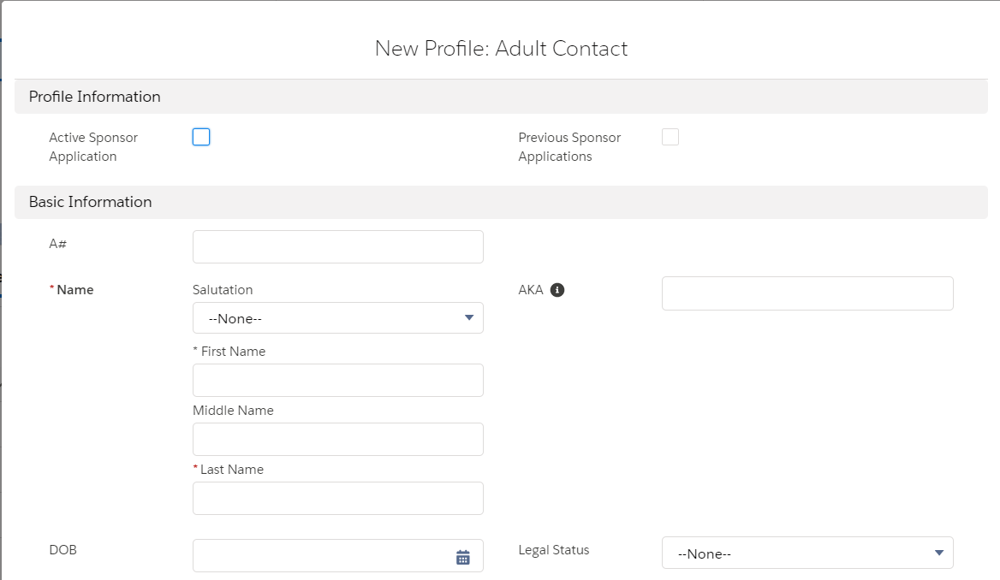 New Profile: Adult Contact
Profile Information
Active Sponsor
Application
Previous Sponsor
Applications
Basic Information
A#
* Name
Salutation
--None--
AKA
* First Name
Middle Name
* Last Name
DOB
Legal Status
--None--